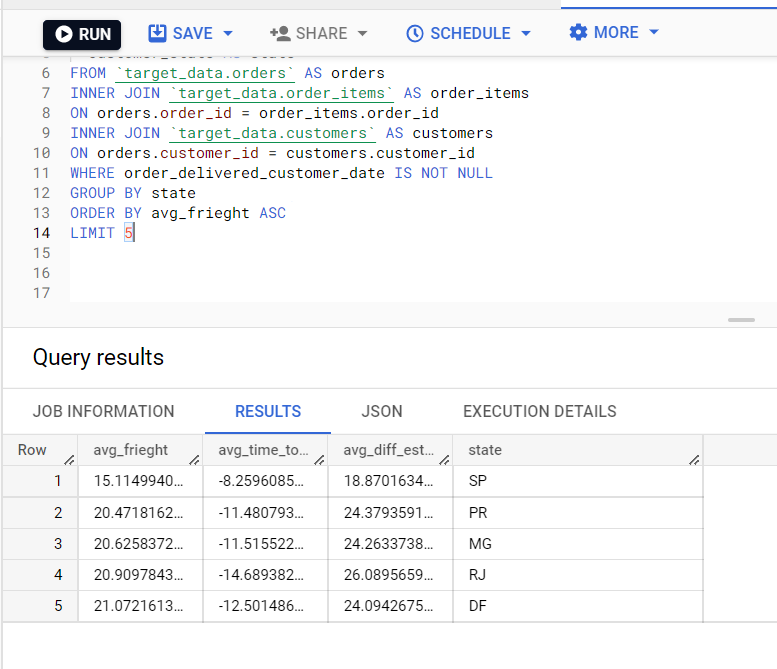 RUN SAVE SHARE SCHEDULE MORE
6 FROM `target_data.orders` AS orders
7 INNER JOIN `target_data.order_items` AS order_items
8 ON orders.order_id = order_items.order_id
9 INNER JOIN `target_data.customers` AS customers
10 ON orders.customer_id = customers.customer_id
11 WHERE order_delivered_customer_date IS NOT NULL
12 GROUP BY state
13 ORDER BY avg_frieght ASC
14 LIMIT 5
15
16
17
Query results
JOB INFORMATION RESULTS JSON EXECUTION DETAILS
Row avg_frieght avg_time_to... avg_diff_est... state
1 15.1149940... -8.2596085... 18.8701634... SP
2 20.4718162... -11.480793... 24.3793591... PR
3 20.6258372... -11.515522... 24.2633738... MG
4 20.9097843... -14.689382... 26.0895659... RJ
5 21.0721613... -12.501486... 24.0942675... DF